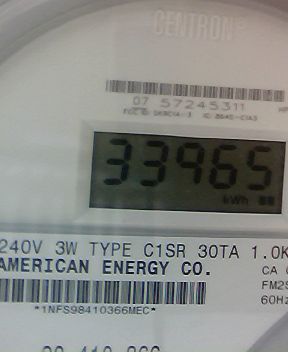 CENTRON®
07 57245311
33965
kWh
240V 3W TYPE C1SR 30TA 1.0K
AMERICAN ENERGY CO.
CA
FM2S
60Hz
*1NFS98410366MEC*